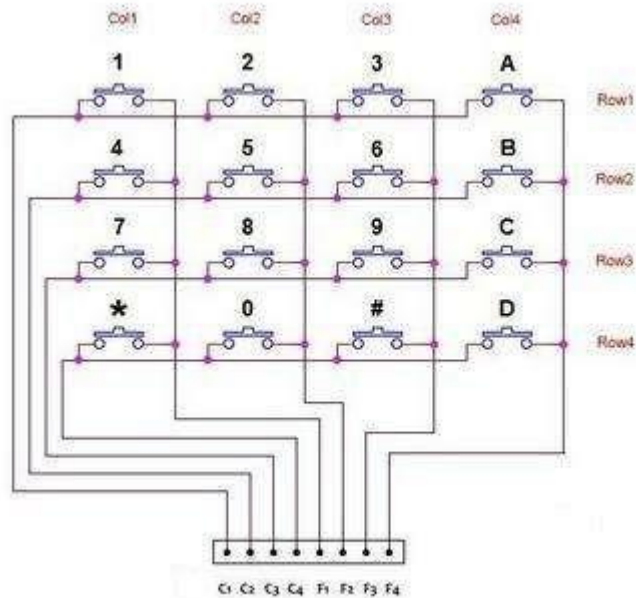 Col1 Col2 Col3 Col4
1 2 3 A
Row1
4 5 6 B
Row2
7 8 9 C
Row3
* 0 # D
Row4
C1 C2 C3 C4 F1 F2 F3 F4